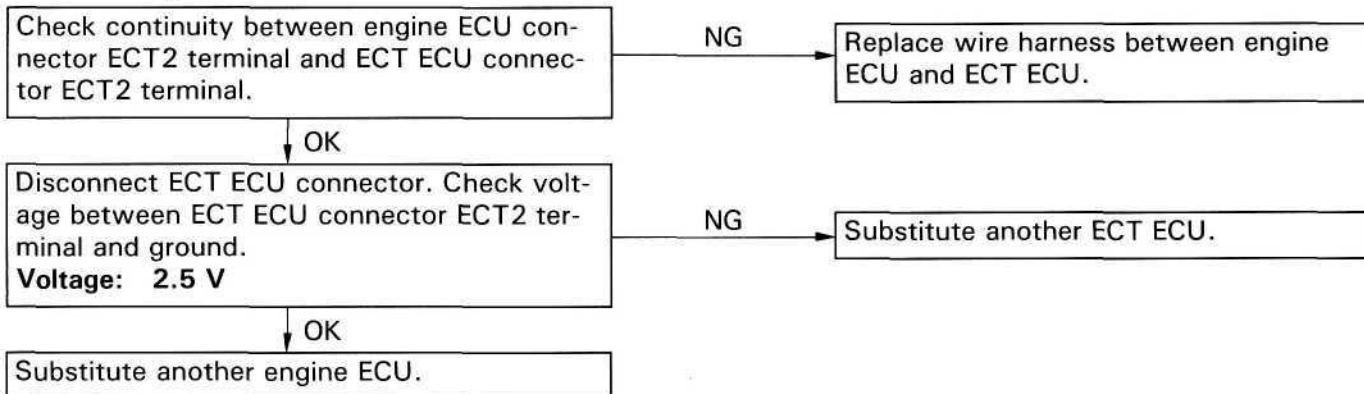 Check continuity between engine ECU con-
nector ECT2 terminal and ECT ECU connec-
tor ECT2 terminal.
NG
Replace wire harness between engine
ECU and ECT ECU.
OK
Disconnect ECT ECU connector. Check volt-
age between ECT ECU connector ECT2 ter-
minal and ground.
Voltage: 2.5 V
NG
Substitute another ECT ECU.
OK
Substitute another engine ECU.